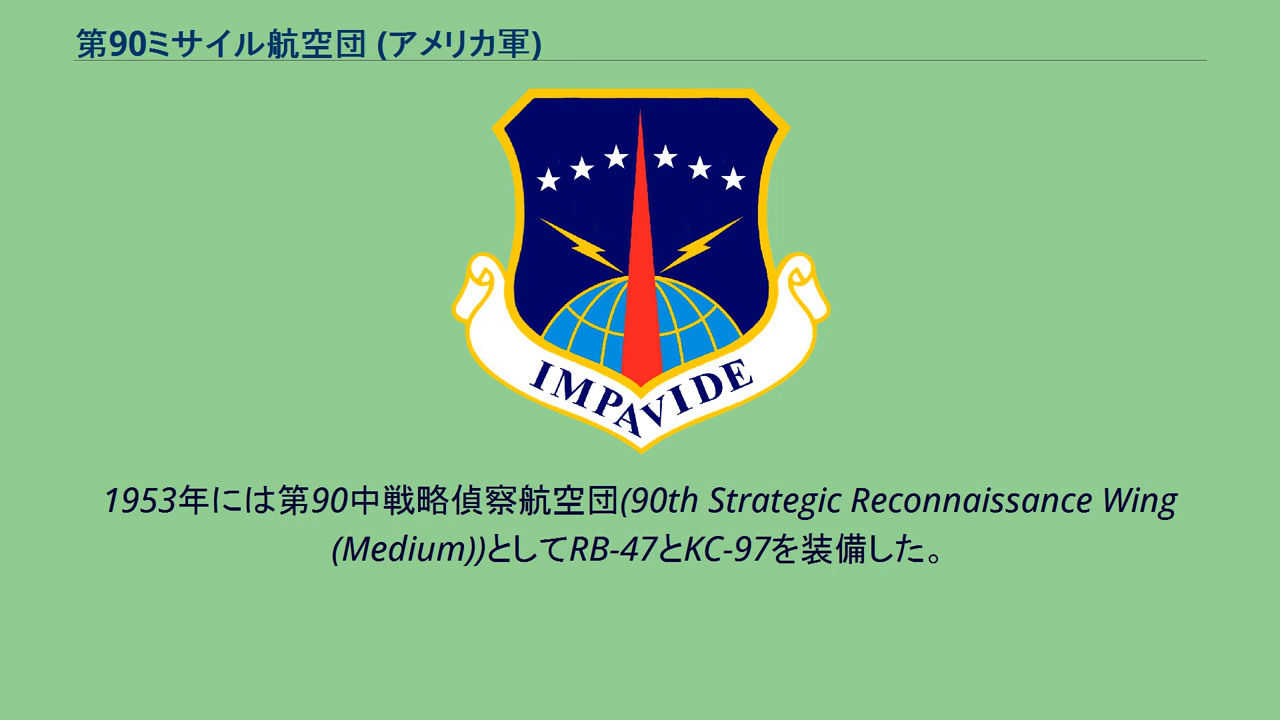 第90ミサイル航空団 (アメリカ軍)
IMPAVIDE
1953年には第90中戦略偵察航空団(90th Strategic Reconnaissance Wing
(Medium))としてRB-47とKC-97を装備した。